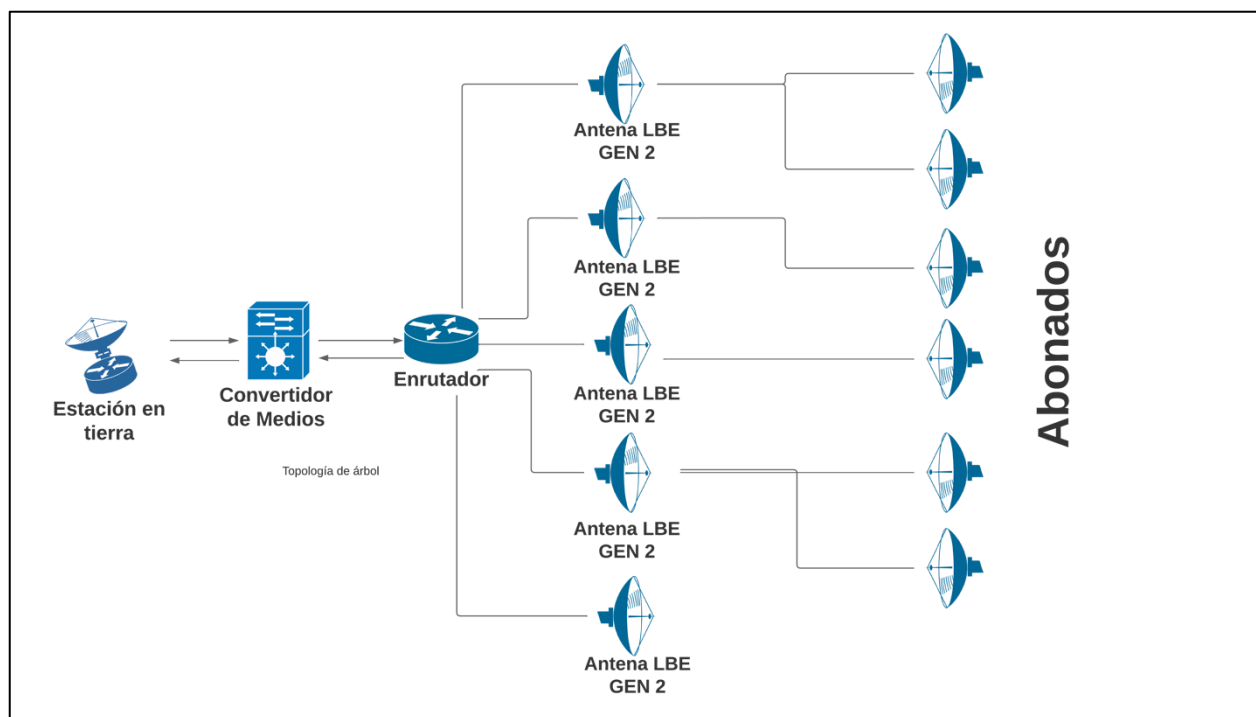 Antena LBE
GEN 2
Antena LBE
GEN 2
Antena LBE
GEN 2
Antena LBE
GEN 2
Antena LBE
GEN 2
Estación en
tierra
Convertidor
de Medios
Enrutador
Topología de árbol
Abonados